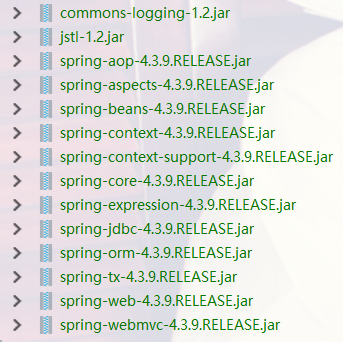 commons-logging-1.2.jar
jstl-1.2.jar
spring-aop-4.3.9.RELEASE.jar
spring-aspects-4.3.9.RELEASE.jar
spring-beans-4.3.9.RELEASE.jar
spring-context-4.3.9.RELEASE.jar
spring-context-support-4.3.9.RELEASE.jar
spring-core-4.3.9.RELEASE.jar
spring-expression-4.3.9.RELEASE.jar
spring-jdbc-4.3.9.RELEASE.jar
spring-orm-4.3.9.RELEASE.jar
spring-tx-4.3.9.RELEASE.jar
spring-web-4.3.9.RELEASE.jar
spring-webmvc-4.3.9.RELEASE.jar